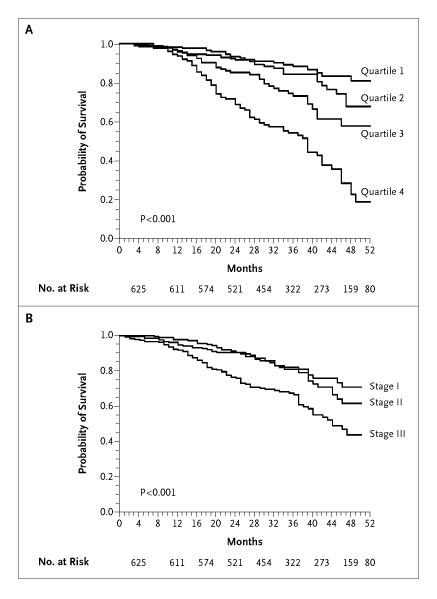 A
1.0
0.8
0.6
0.4
0.2
0.0
Probability of Survival
Quartile 1
Quartile 2
Quartile 3
Quartile 4
P<0.001
0 4 8 12 16 20 24 28 32 36 40 44 48 52
Months
No. at Risk 625 611 574 521 454 322 273 159 80
B
1.0
0.8
0.6
0.4
0.2
0.0
Probability of Survival
Stage I
Stage II
Stage III
P<0.001
0 4 8 12 16 20 24 28 32 36 40 44 48 52
Months
No. at Risk 625 611 574 521 454 322 273 159 80